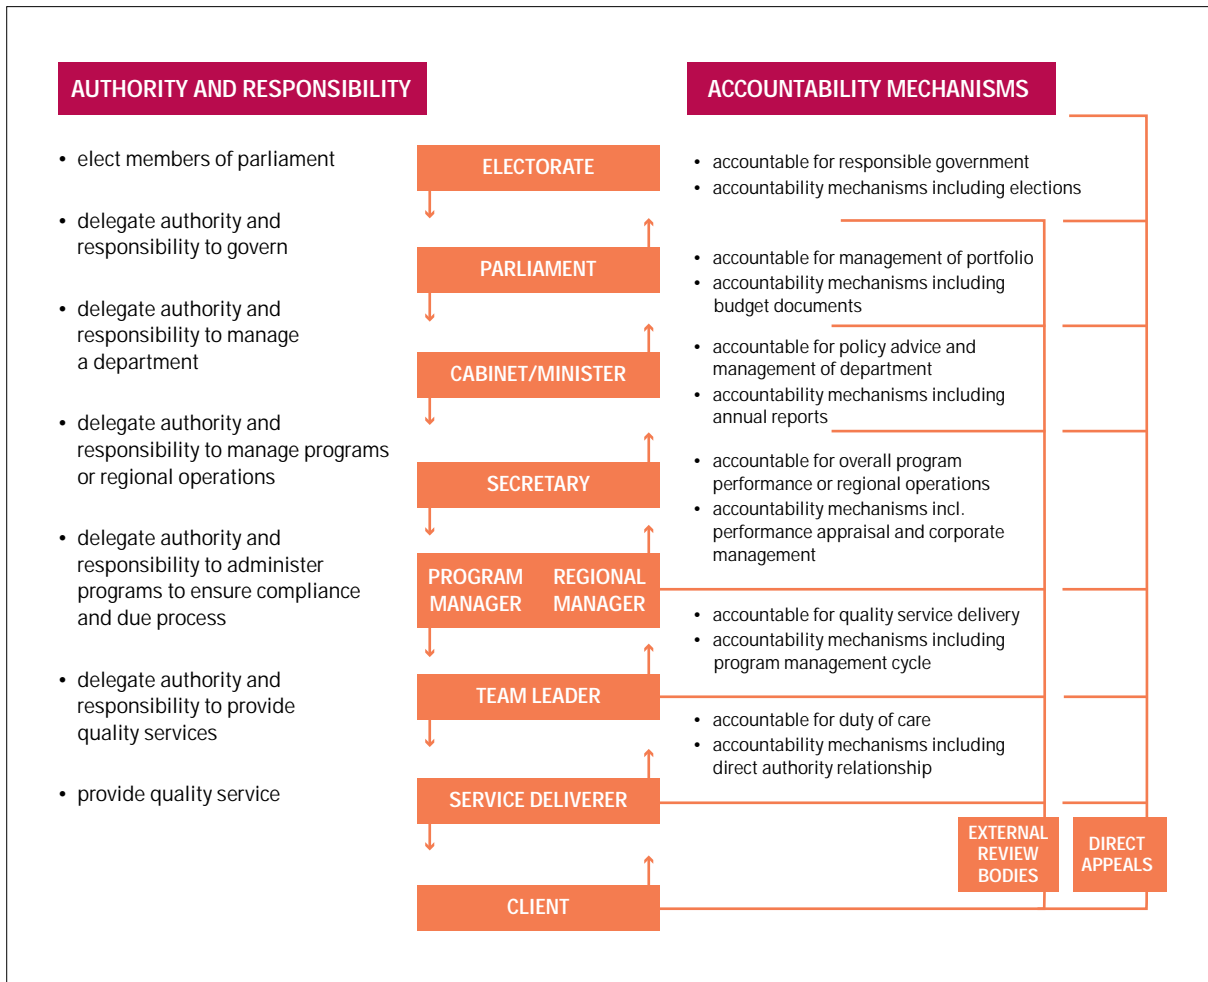 AUTHORITY AND RESPONSIBILITY
• elect members of parliament
• delegate authority and
responsibility to govern
• delegate authority and
responsibility to manage
a department
• delegate authority and
responsibility to manage programs
or regional operations
• delegate authority and
responsibility to administer
programs to ensure compliance
and due process
• delegate authority and
responsibility to provide
quality services
• provide quality service
ELECTORATE
PARLIAMENT
CABINET/MINISTER
SECRETARY
PROGRAM
MANAGER
REGIONAL
MANAGER
TEAM LEADER
SERVICE DELIVERER
CLIENT
ACCOUNTABILITY MECHANISMS
• accountable for responsible government
• accountability mechanisms including elections
• accountable for management of portfolio
• accountability mechanisms including
budget documents
• accountable for policy advice and
management of department
• accountability mechanisms including
annual reports
• accountable for overall program
performance or regional operations
• accountability mechanisms incl.
performance appraisal and corporate
management
• accountable for quality service delivery
• accountability mechanisms including
program management cycle
• accountable for duty of care
• accountability mechanisms including
direct authority relationship
EXTERNAL
REVIEW
BODIES
DIRECT
APPEALS